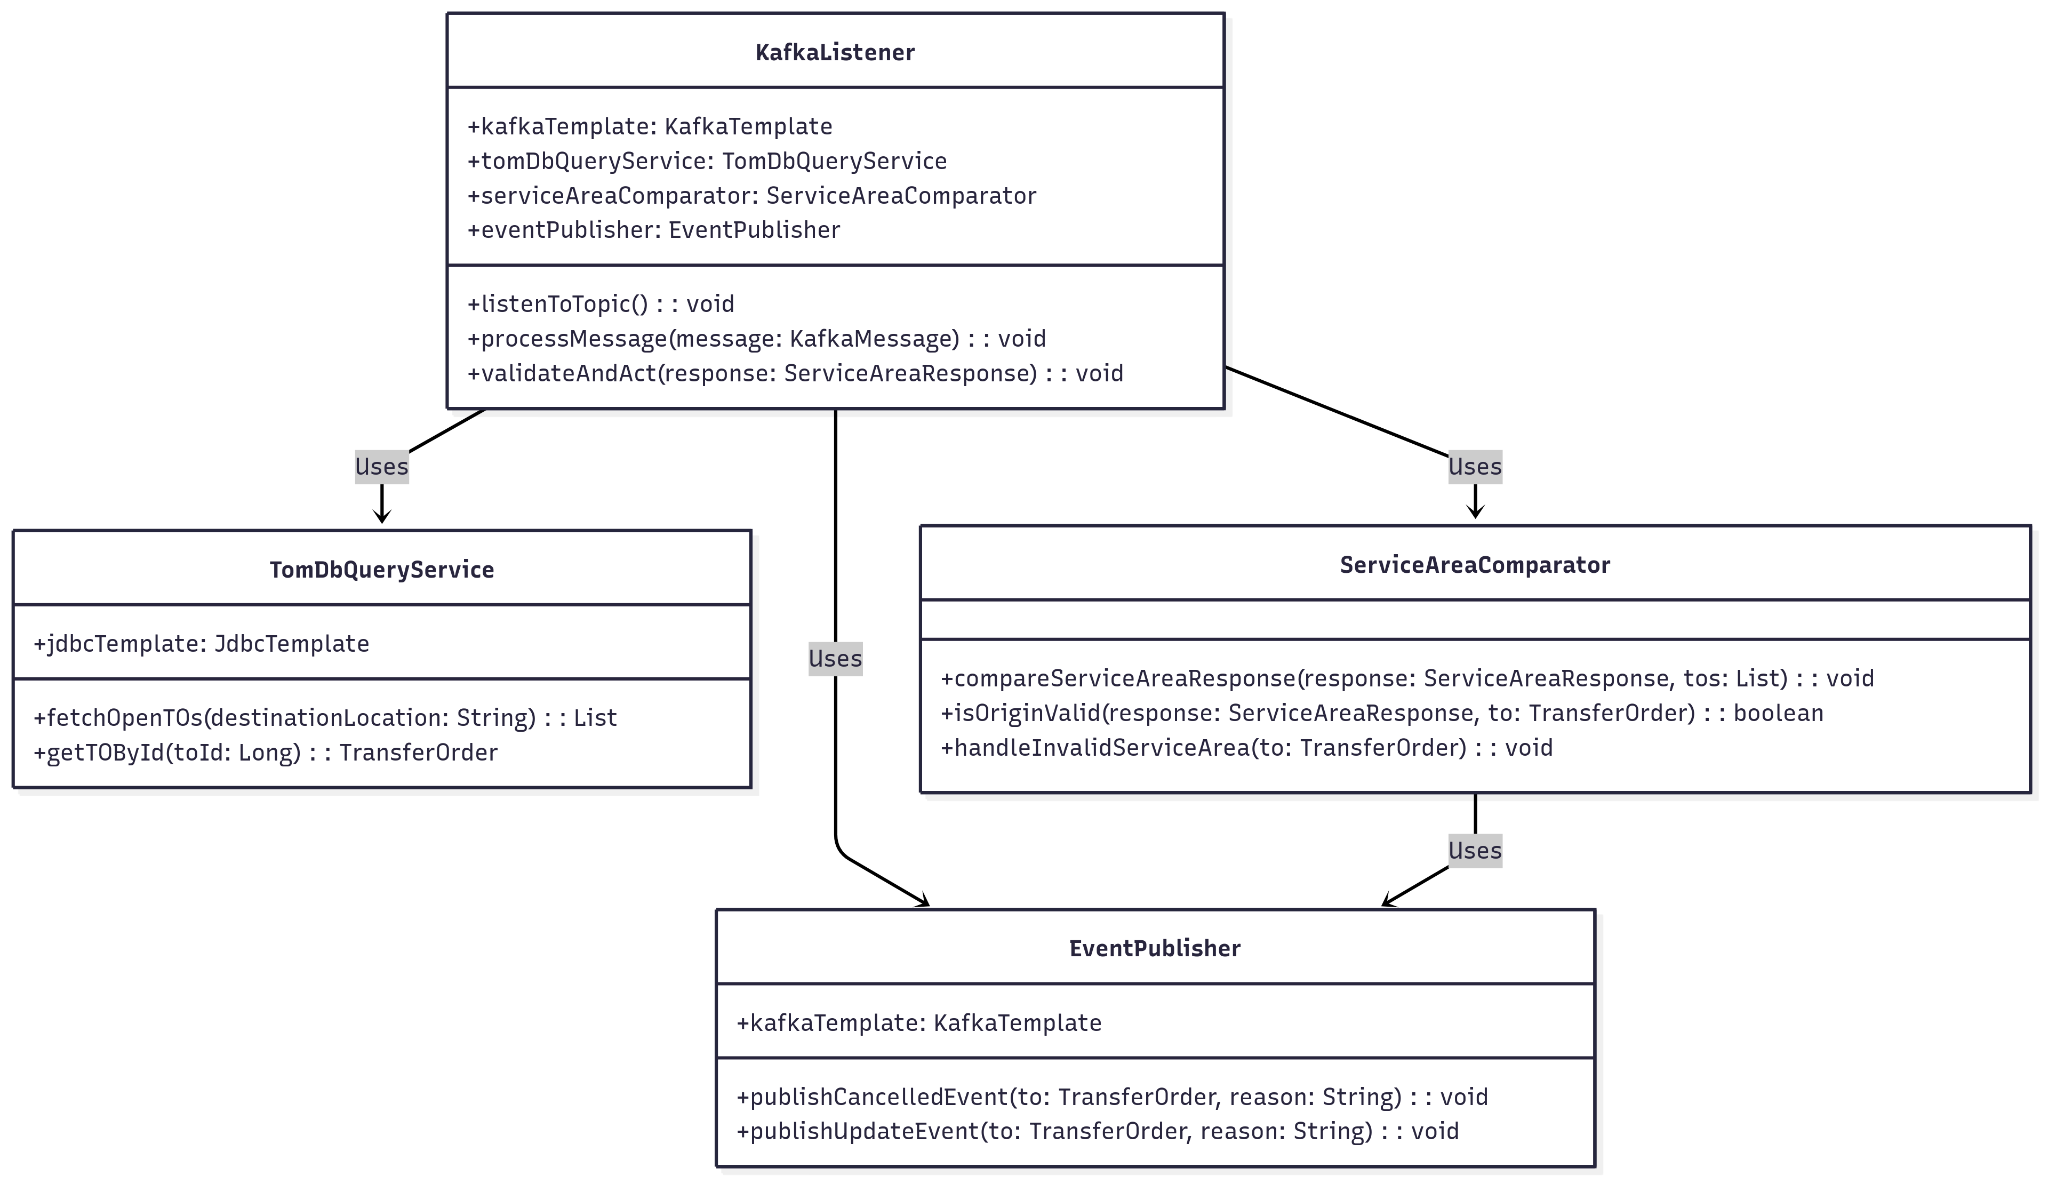 KafkaListener
+kafkaTemplate: KafkaTemplate
+tomDbQueryService: TomDbQueryService
+serviceAreaComparator: ServiceAreaComparator
+eventPublisher: EventPublisher
+listenToTopic() : : void
+processMessage(message: KafkaMessage) : : void
+validateAndAct(response: ServiceAreaResponse) : : void
Uses
Uses
TomDbQueryService
+jdbcTemplate: JdbcTemplate
+fetchOpenTOs(destinationLocation: String) : : List
+getTOById(toId: Long) : : TransferOrder
Uses
ServiceAreaComparator
+compareServiceAreaResponse(response: ServiceAreaResponse, tos: List) : : void
+isOriginValid(response: ServiceAreaResponse, to: TransferOrder) : : boolean
+handleInvalidServiceArea(to: TransferOrder) : : void
Uses
EventPublisher
+kafkaTemplate: KafkaTemplate
+publishCancelledEvent(to: TransferOrder, reason: String) : : void
+publishUpdateEvent(to: TransferOrder, reason: String) : : void